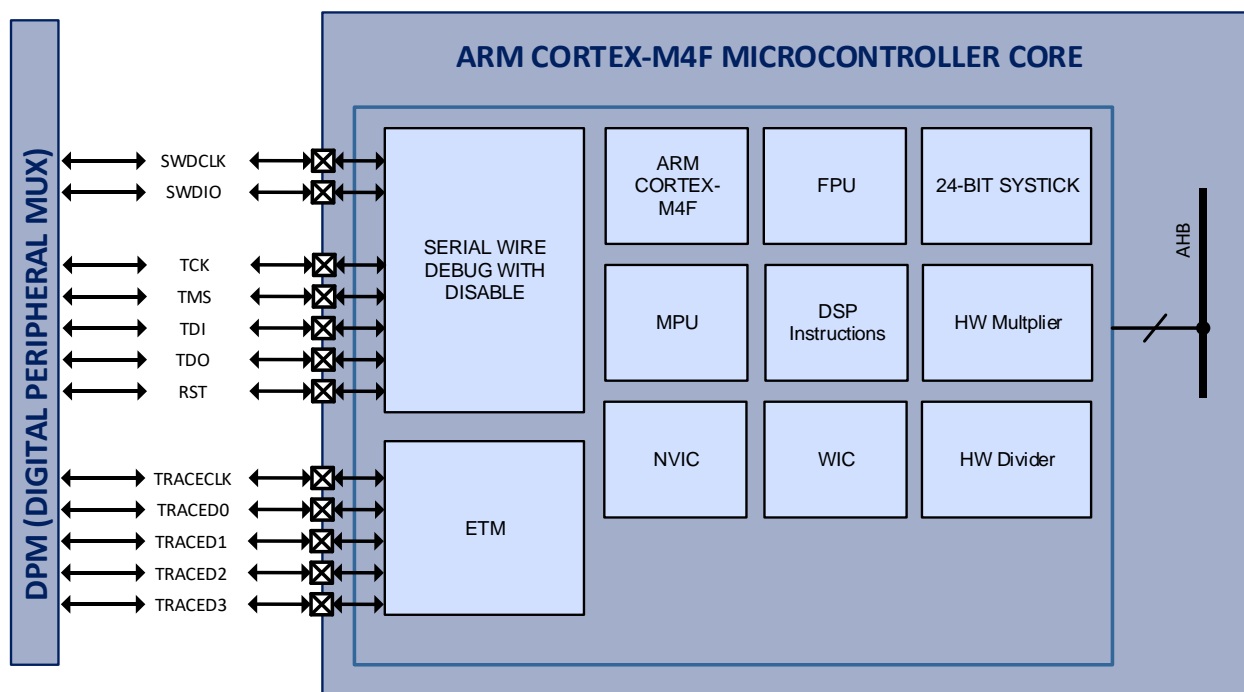 ARM CORTEX-M4F MICROCONTROLLER CORE
DPM (DIGITAL PERIPHERAL MUX)
SWDCLK
SWDIO
TCK
TMS
TDI
TDO
RST
TRACECLK
TRACED0
TRACED1
TRACED2
TRACED3
SERIAL WIRE
DEBUG WITH
DISABLE
ETM
ARM
CORTEX-
M4F
FPU
24-BIT SYSTICK
MPU
DSP
Instructions
HW Multplier
NVIC
WIC
HW Divider
AHB